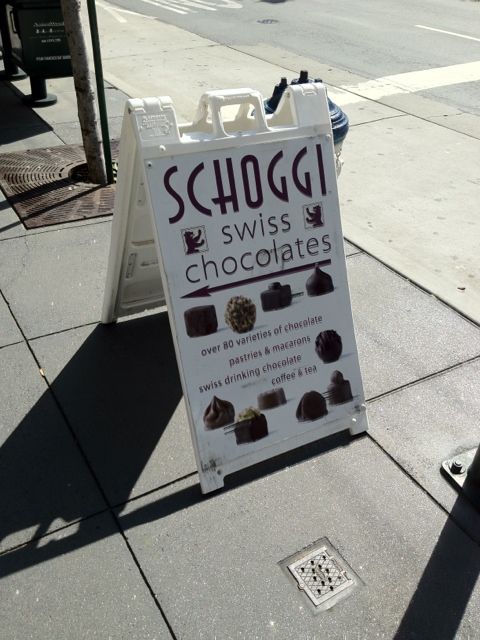 SCHOGGI
swiss
chocolates
over 80 varieties of chocolate
pastries & macarons
swiss drinking chocolate
coffee & tea